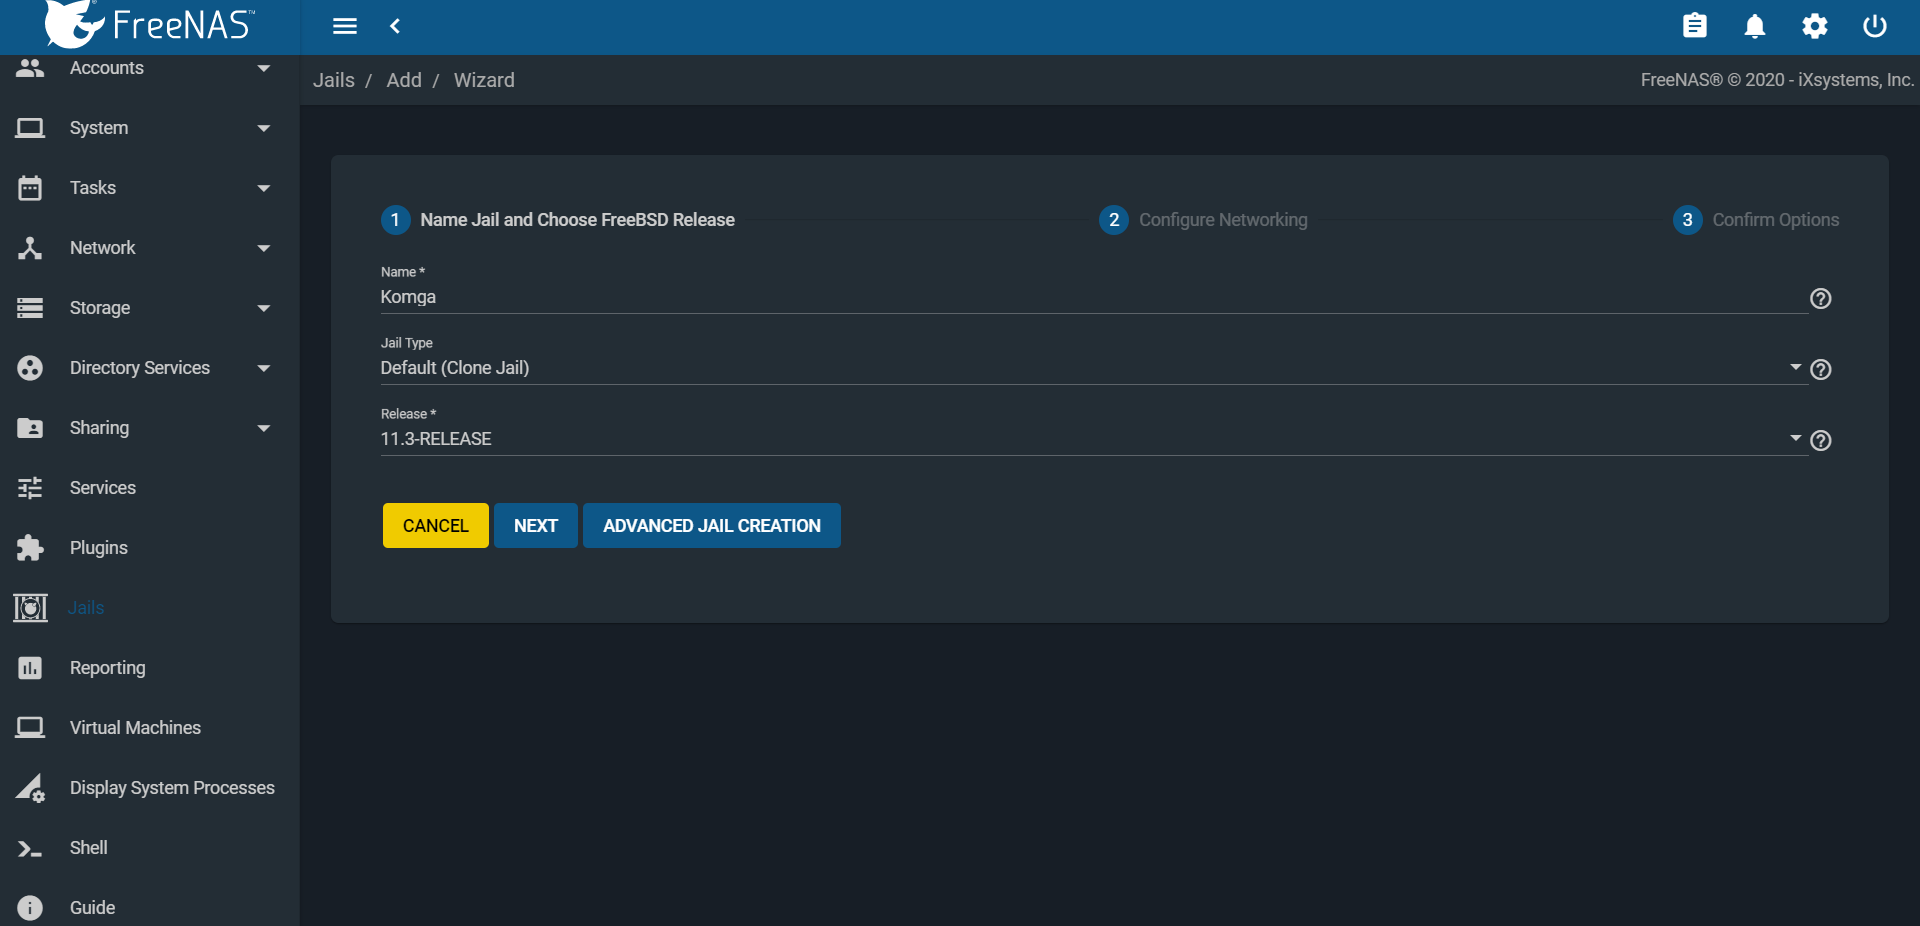 FreeNAS™
Accounts
System
Tasks
Network
Storage
Directory Services
Sharing
Services
Plugins
Jails
Reporting
Virtual Machines
Display System Processes
Shell
Guide
Jails / Add / Wizard
FreeNAS® © 2020 - iXsystems, Inc.
1 Name Jail and Choose FreeBSD Release
2 Configure Networking
3 Confirm Options
Name *
Komga
Jail Type
Default (Clone Jail)
Release *
11.3-RELEASE
CANCEL NEXT ADVANCED JAIL CREATION